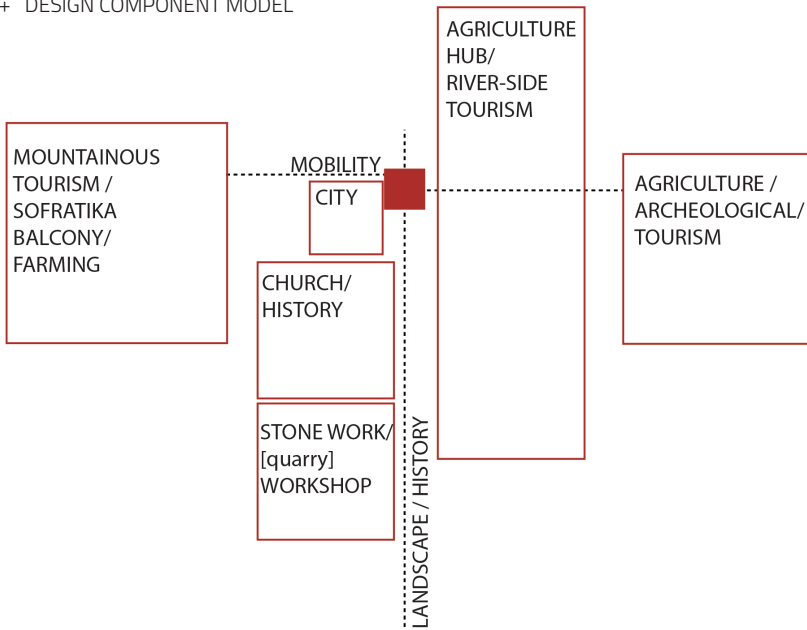 + DESIGN COMPONENT MODEL
AGRICULTURE
HUB/
RIVER-SIDE
TOURISM
MOUNTAINOUS
TOURISM /
SOFRATIKA
BALCONY/
FARMING
MOBILITY
CITY
AGRICULTURE /
ARCHEOLOGICAL/
TOURISM
CHURCH/
HISTORY
STONE WORK/
[quarry]
WORKSHOP
LANDSCAPE / HISTORY